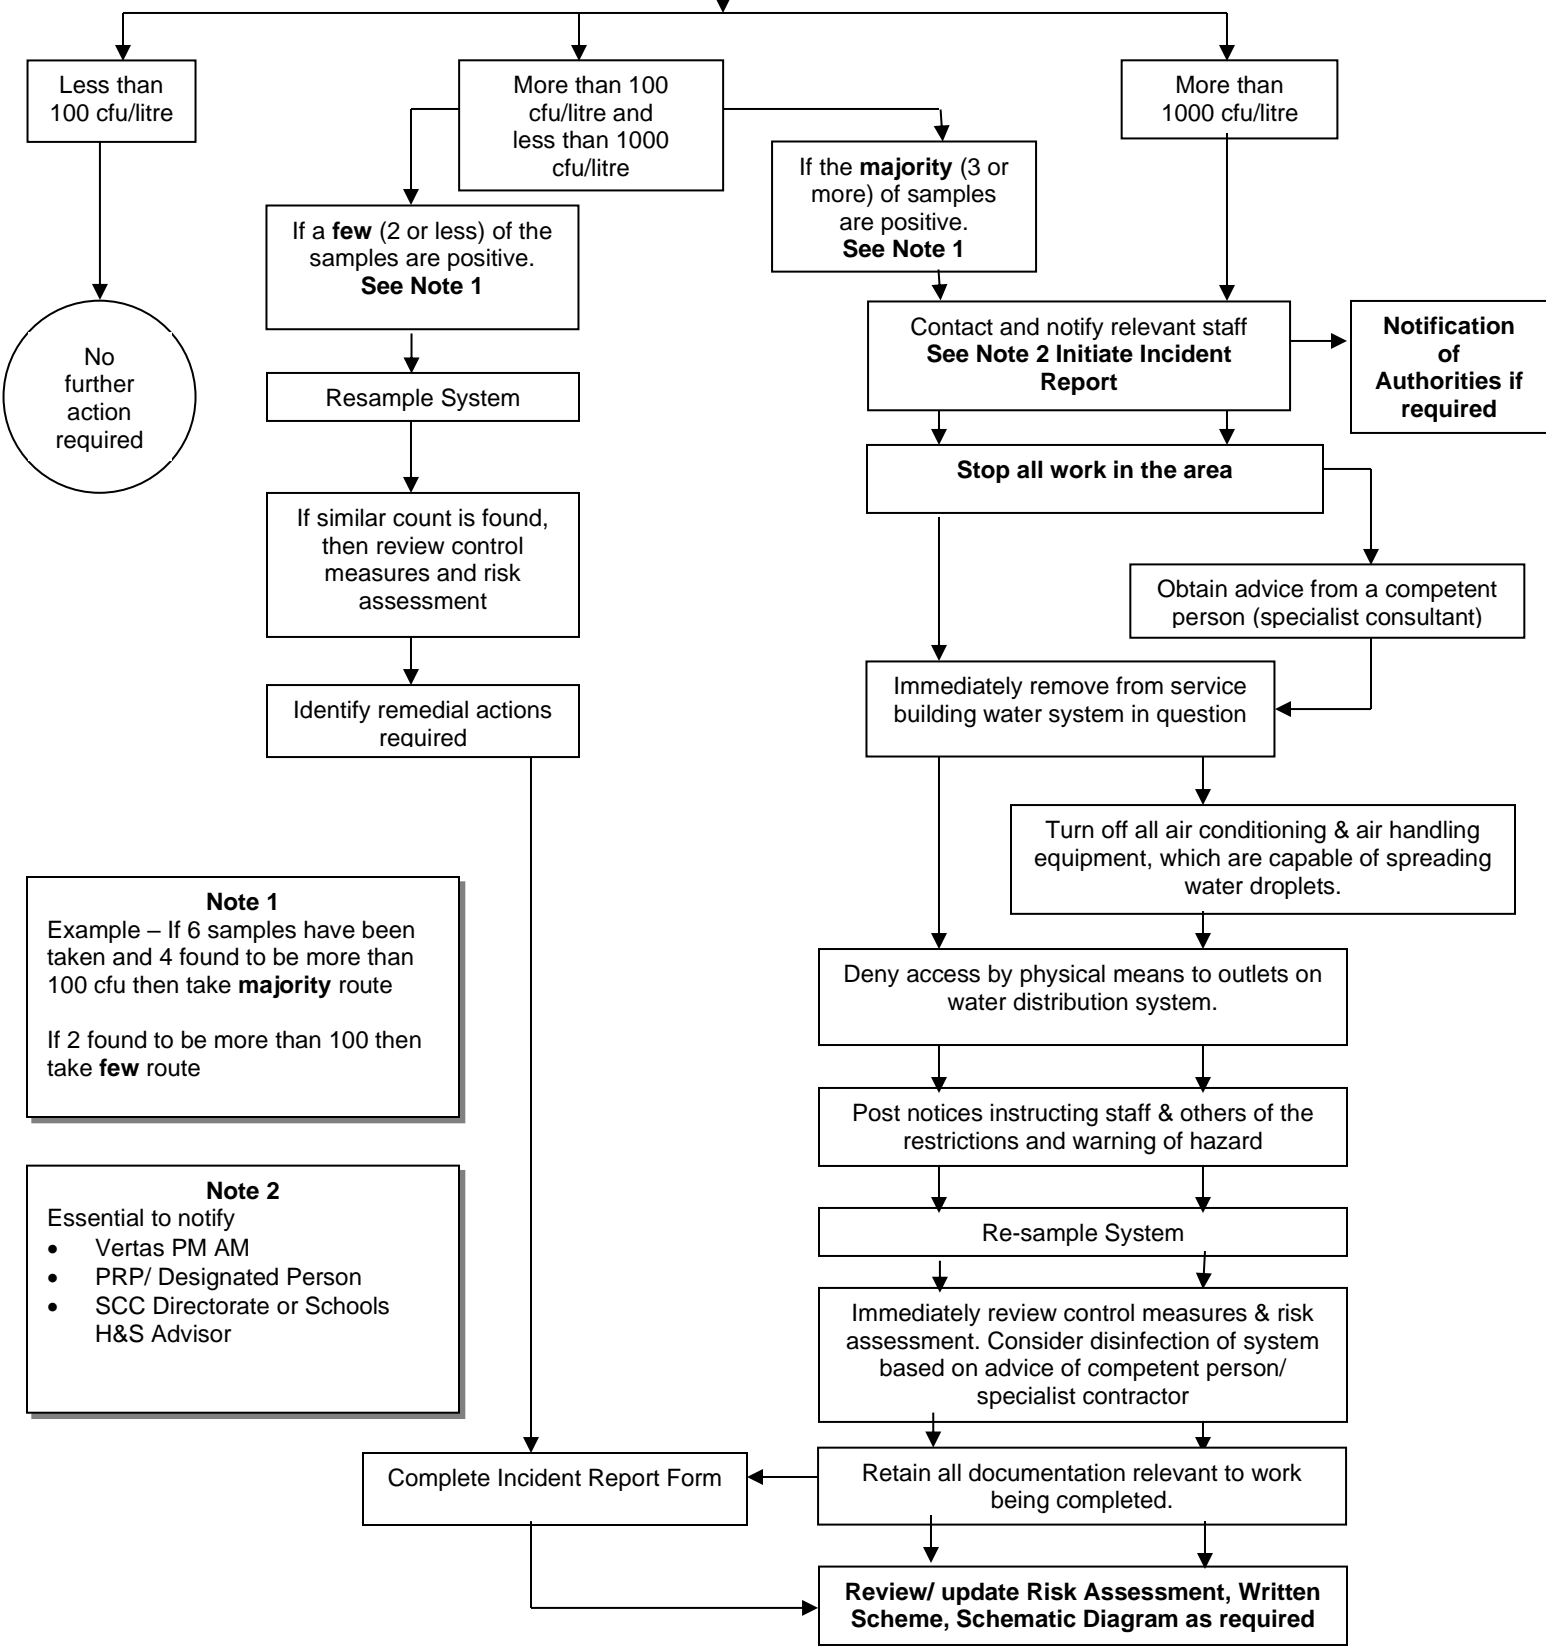 Less than
100 cfu/litre
More than 100
cfu/litre and
less than 1000
cfu/litre
More than
1000 cfu/litre
If the majority (3 or
more) of samples
are positive.
See Note 1
If a few (2 or less) of the
samples are positive.
See Note 1
No
further
action
required
Contact and notify relevant staff
See Note 2 Initiate Incident
Report
Notification
of
Authorities if
required
Resample System
Stop all work in the area
If similar count is found,
then review control
measures and risk
assessment
Obtain advice from a competent
person (specialist consultant)
Identify remedial actions
required
Immediately remove from service
building water system in question
Turn off all air conditioning & air handling
equipment, which are capable of spreading
water droplets.
Note 1
Example – If 6 samples have been
taken and 4 found to be more than
100 cfu then take majority route
If 2 found to be more than 100 then
take few route
Deny access by physical means to outlets on
water distribution system.
Post notices instructing staff & others of the
restrictions and warning of hazard
Note 2
Essential to notify
• Vertas PM AM
• PRP/ Designated Person
• SCC Directorate or Schools
H&S Advisor
Re-sample System
Immediately review control measures & risk
assessment. Consider disinfection of system
based on advice of competent person/
specialist contractor
Complete Incident Report Form
Retain all documentation relevant to work
being completed.
Review/ update Risk Assessment, Written
Scheme, Schematic Diagram as required